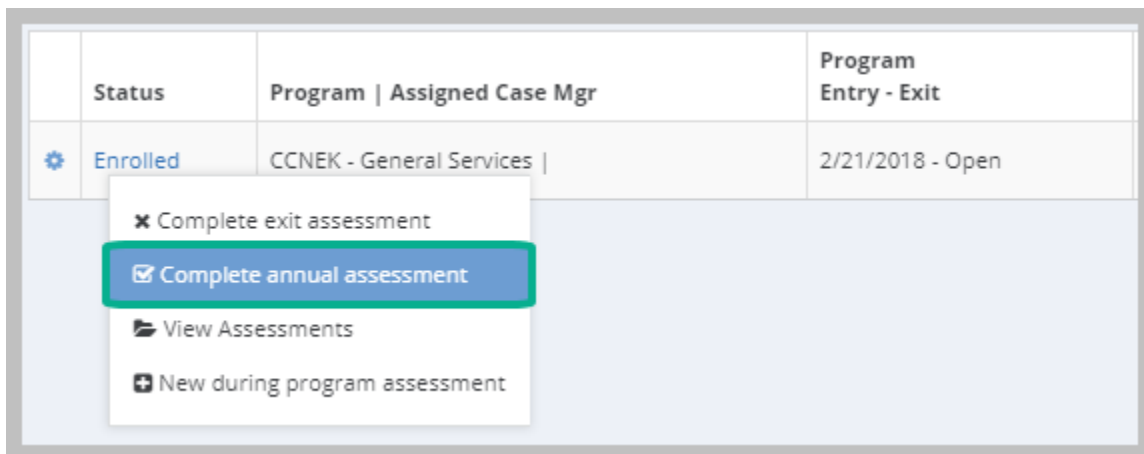 Status Program | Assigned Case Mgr Program
Entry - Exit
Enrolled CCNEK - General Services | 2/21/2018 - Open
Complete exit assessment
Complete annual assessment
View Assessments
New during program assessment